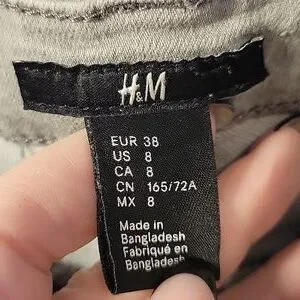 H&M
EUR 38
US 8
CA 8
CN 165/72A
MX 8
Made in
Bangladesh
Fabriqué en
Bangladesh